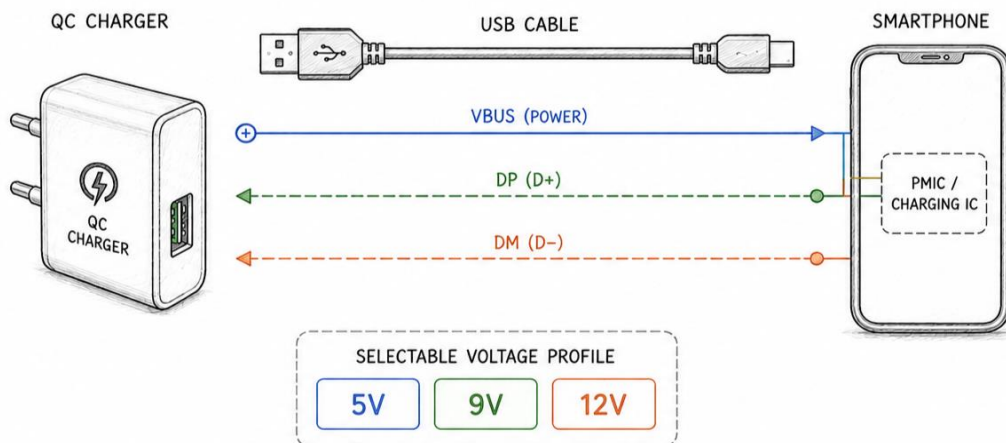 QC CHARGER
USB CABLE
SMARTPHONE
VBUS (POWER)
DP (D+)
DM (D−)
QC
CHARGER
PMIC /
CHARGING IC
SELECTABLE VOLTAGE PROFILE
5V
9V
12V